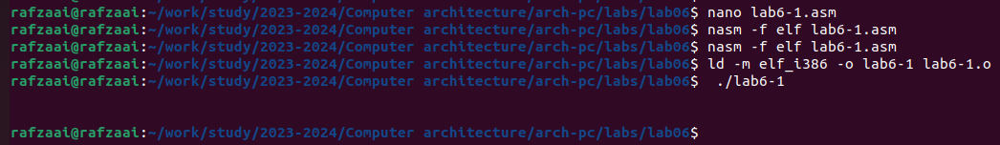 rafzaai@rafzaai:~/work/study/2023-2024/Computer architecture/arch-pc/labs/lab06$ nano lab6-1.asm
rafzaai@rafzaai:~/work/study/2023-2024/Computer architecture/arch-pc/labs/lab06$ nasm -f elf lab6-1.asm
rafzaai@rafzaai:~/work/study/2023-2024/Computer architecture/arch-pc/labs/lab06$ nasm -f elf lab6-1.asm
rafzaai@rafzaai:~/work/study/2023-2024/Computer architecture/arch-pc/labs/lab06$ ld -m elf_i386 -o lab6-1 lab6-1.o
rafzaai@rafzaai:~/work/study/2023-2024/Computer architecture/arch-pc/labs/lab06$  ./lab6-1
rafzaai@rafzaai:~/work/study/2023-2024/Computer architecture/arch-pc/labs/lab06$